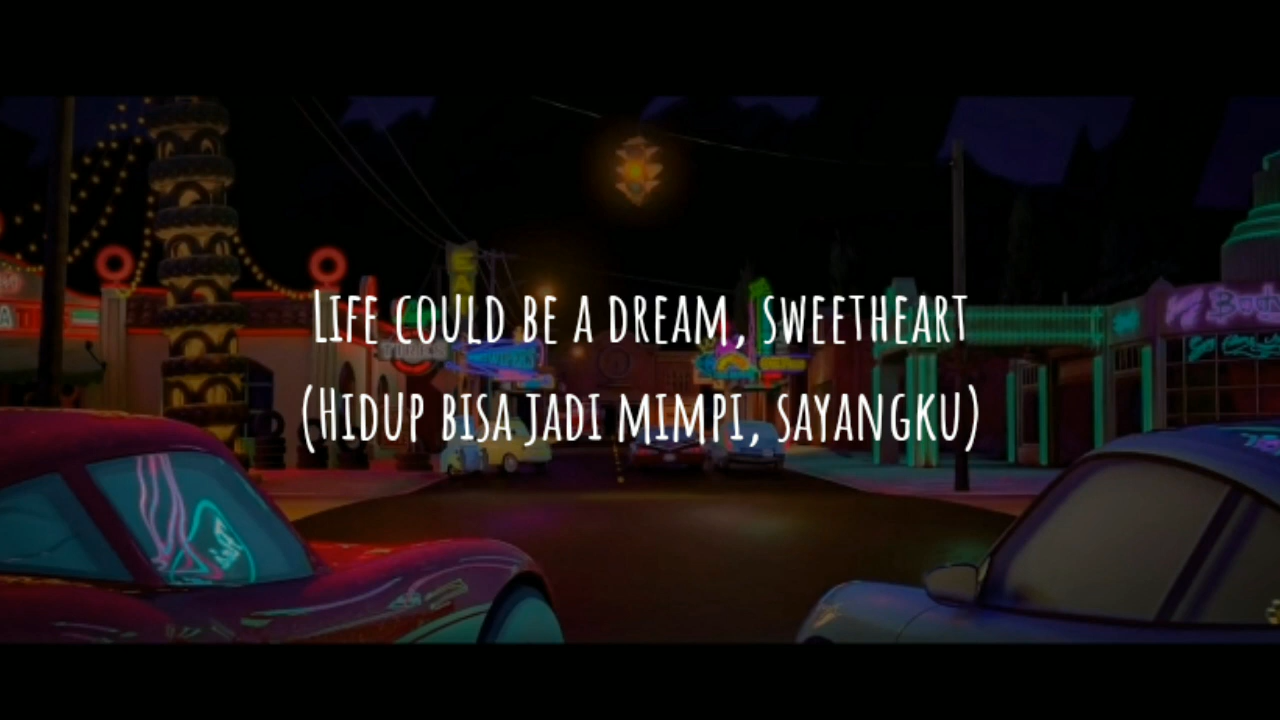 Life could be a dream, sweetheart
(Hidup bisa jadi mimpi, sayangku)